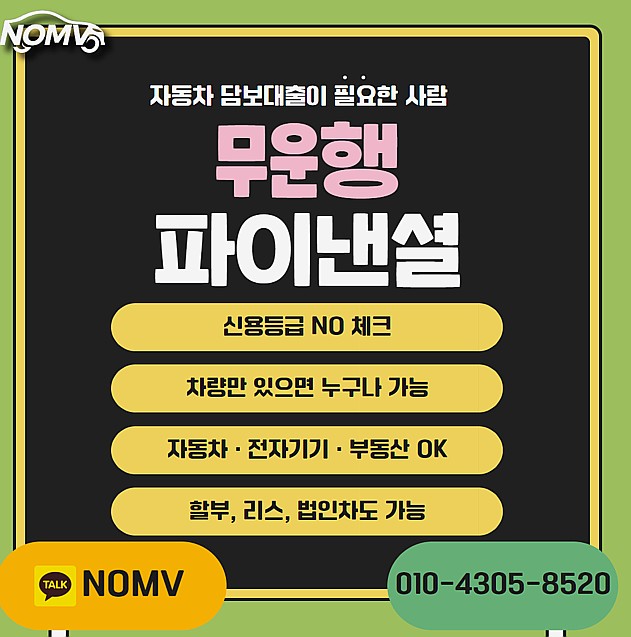 NOMV
자동차 담보대출이 필요한 사람
무운행
파이낸셜
신용등급 NO 체크
차량만 있으면 누구나 가능
자동차 · 전자기기 · 부동산 OK
할부, 리스, 법인차도 가능
TALK NOMV
010-4305-8520